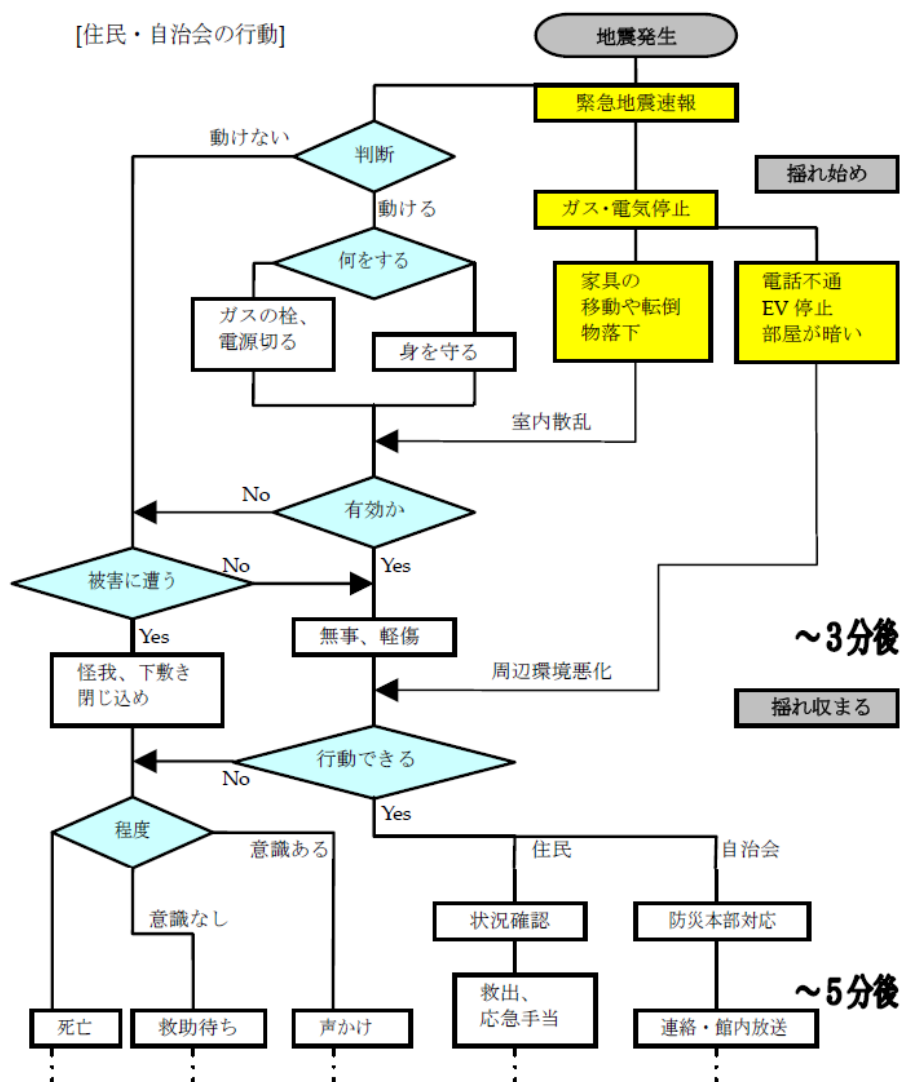 [住民・自治会の行動]
地震発生
緊急地震速報
動けない
判断
揺れ始め
動ける
ガス・電気停止
何をする
ガスの栓、
電源切る
身を守る
家具の
移動や転倒
物落下
電話不通
EV 停止
部屋が暗い
室内散乱
No
有効か
Yes
被害に遭う
No
Yes
無事、軽傷
～3分後
怪我、下敷き
閉じ込め
周辺環境悪化
揺れ収まる
行動できる
No
Yes
程度
意識ある
住民
自治会
意識なし
状況確認
防災本部対応
救出、
応急手当
～5分後
死亡
救助待ち
声かけ
連絡・館内放送